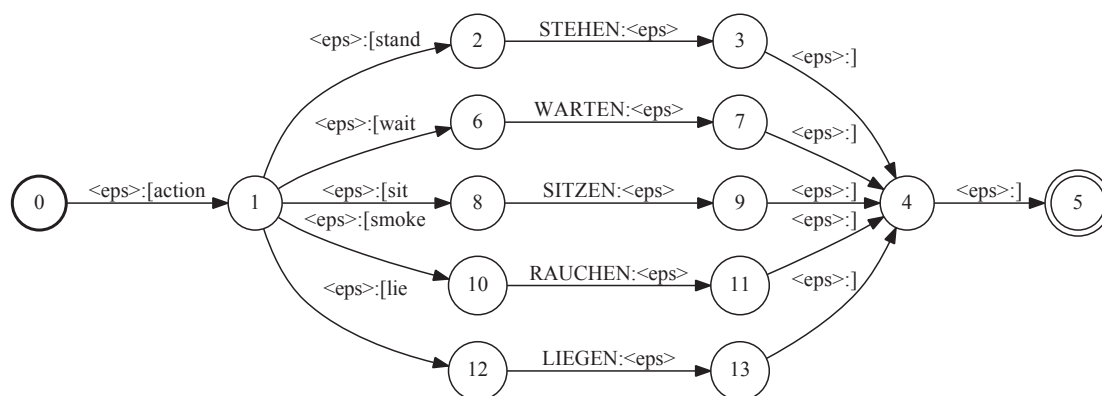 <eps>:[stand
2
STEHEN:<eps>
3
<eps>:]
<eps>:[wait
6
WARTEN:<eps>
7
<eps>:]
0
<eps>:[action
1
<eps>:[sit
8
SITZEN:<eps>
9
<eps>:]
4
<eps>:]
5
<eps>:[smoke
10
RAUCHEN:<eps>
11
<eps>:]
<eps>:[lie
12
LIEGEN:<eps>
13
<eps>:]